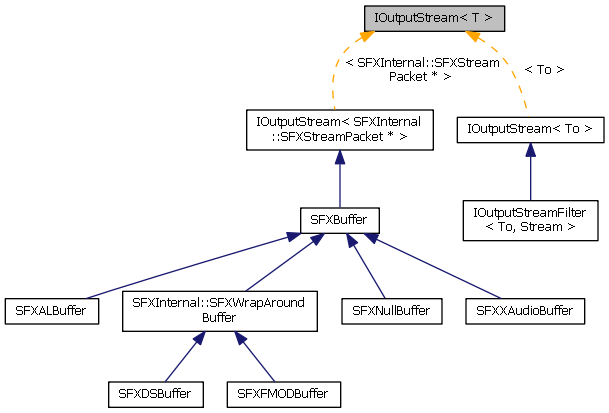 IOutputStream< T >
< SFXInternal::SFXStream
Packet * >
< To >
IOutputStream< SFXInternal
::SFXStreamPacket * >
IOutputStream< To >
SFXBuffer
IOutputStreamFilter
< To, Stream >
SFXALBuffer
SFXInternal::SFXWrapAround
Buffer
SFXNullBuffer
SFXXAudioBuffer
SFXDSBuffer
SFXFMODBuffer